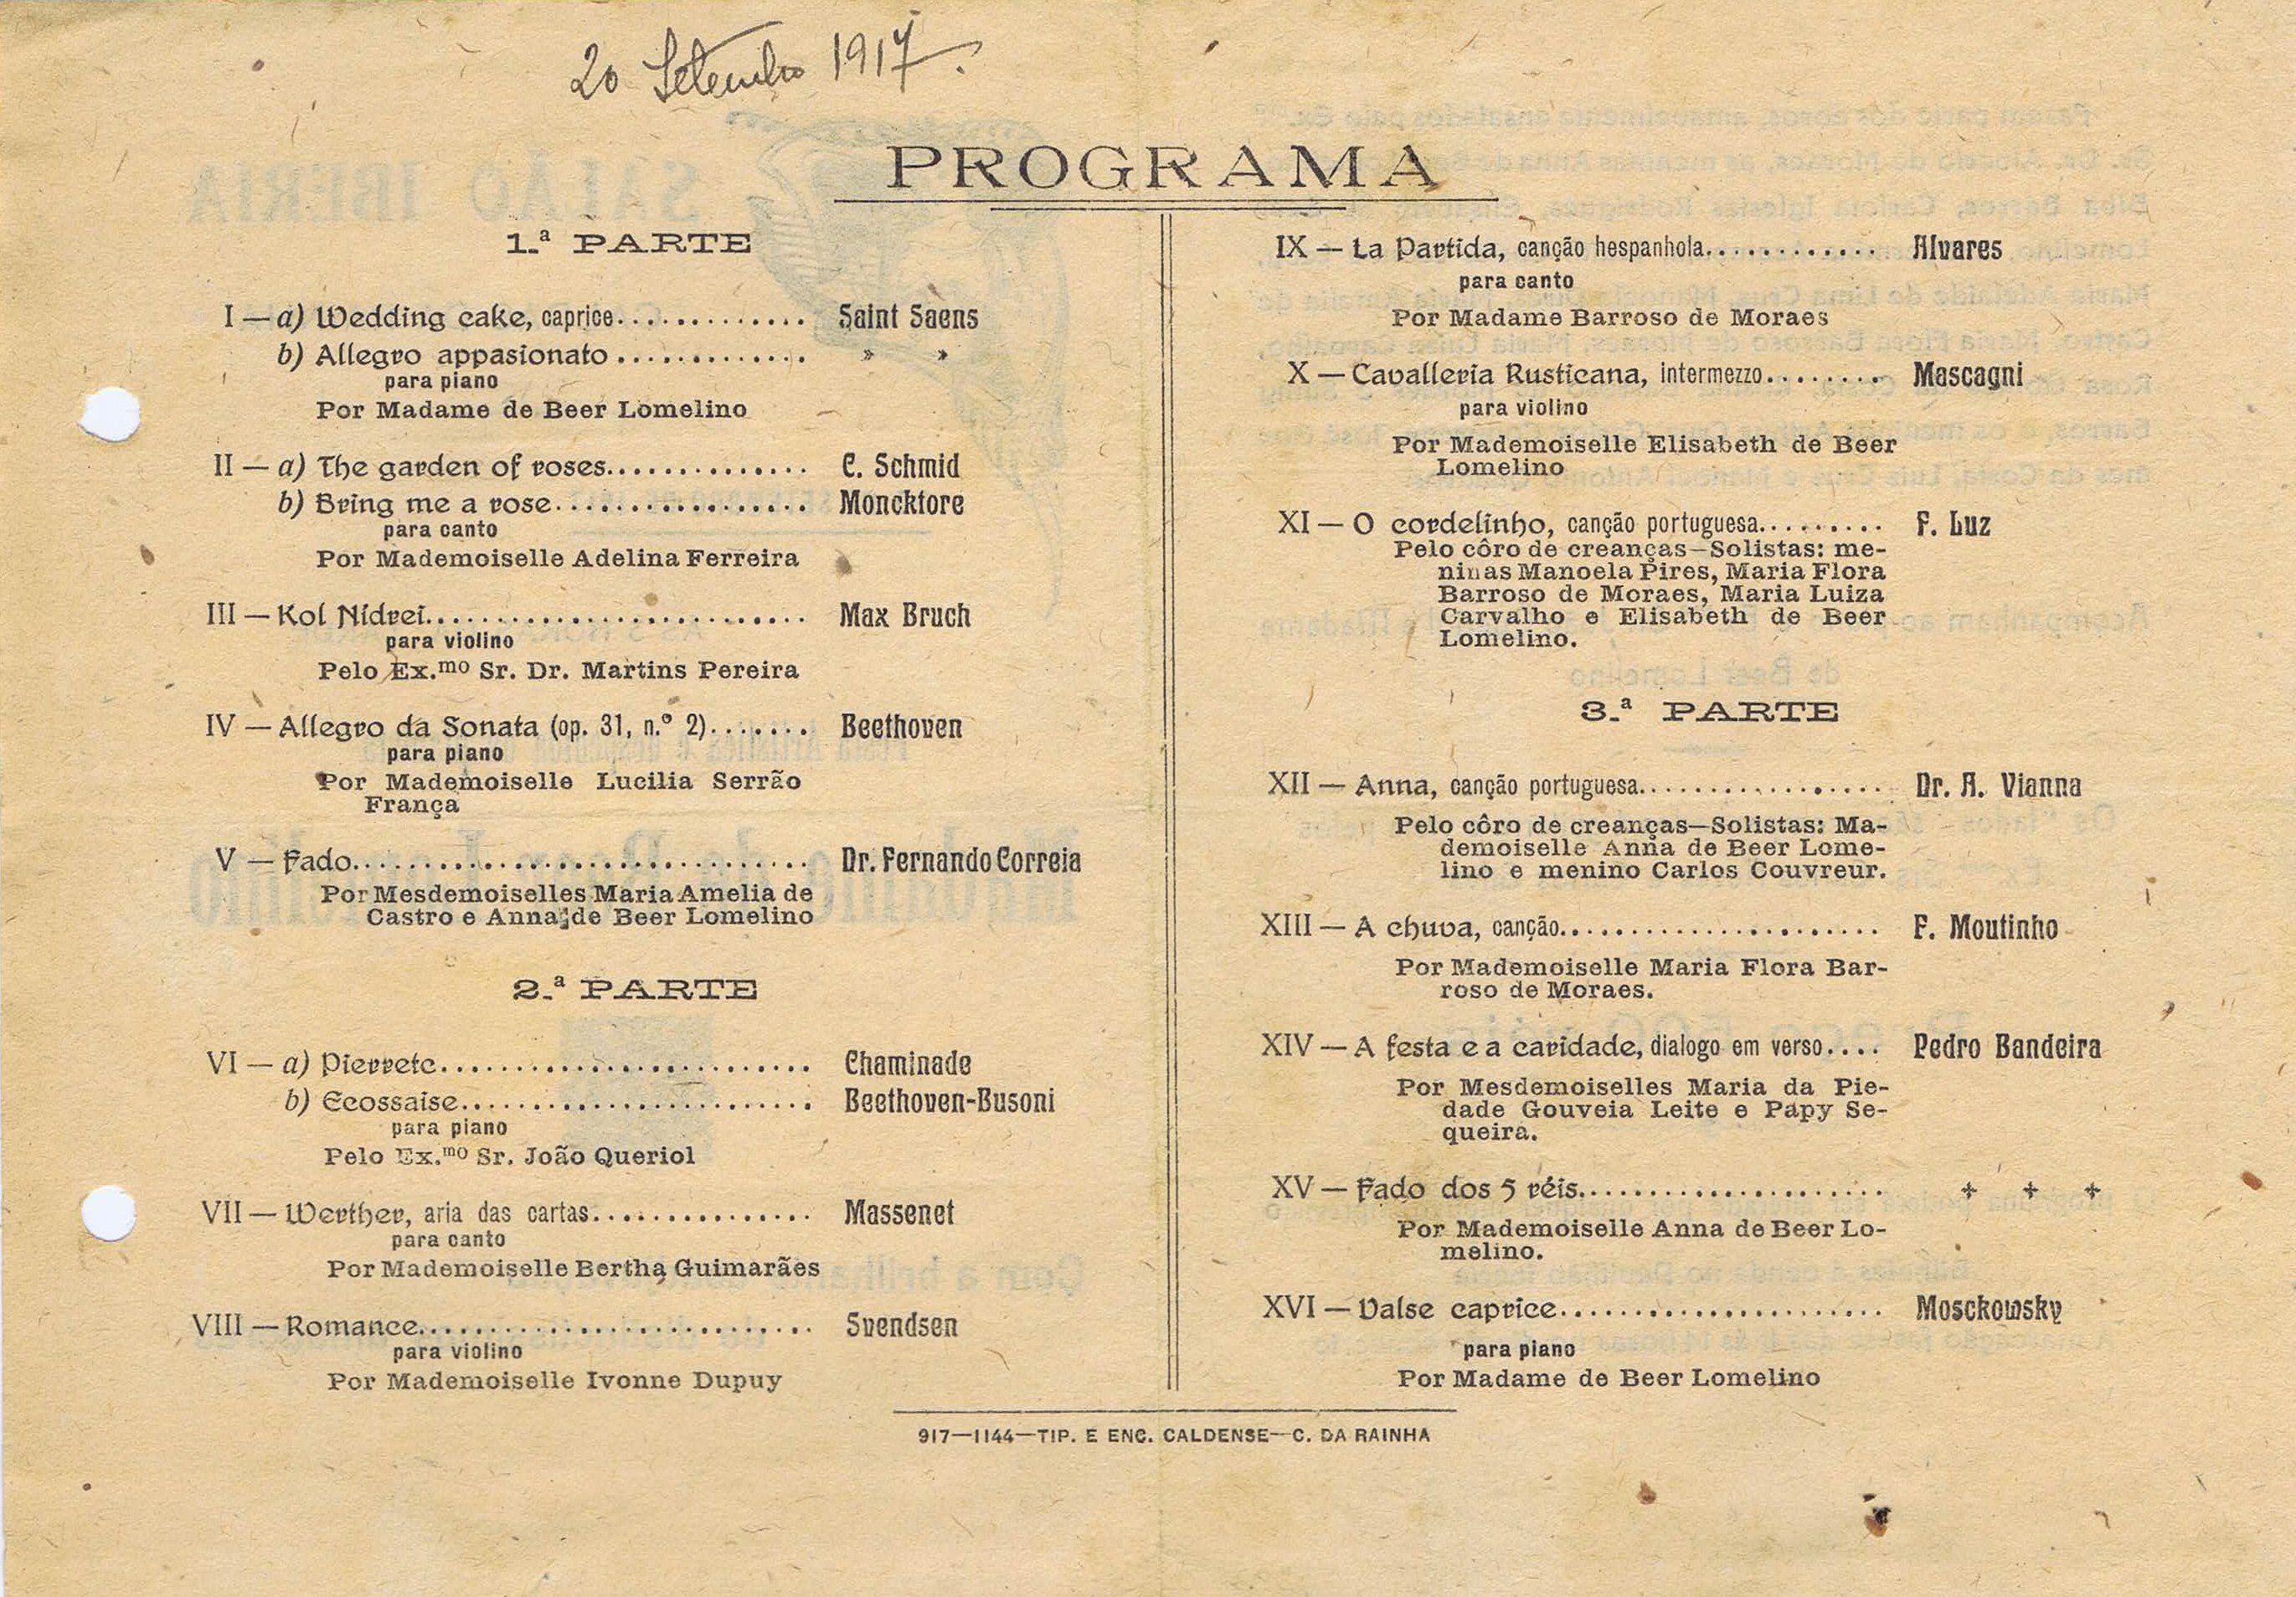 20 Setembro 1917.
PROGRAMA
1.ª PARTE
I — a) Wedding cake, caprice.............. Saint Saens
b) Allegro appasionato ............. » »
para piano
Por Madame de Beer Lomelino
II — a) The garden of roses.............. C. Schmid
b) Bring me a rose................. Moncktore
para canto
Por Mademoiselle Adelina Ferreira
III — Kol Nidrei.......................... Max Bruch
para violino
Pelo Ex.mo Sr. Dr. Martins Pereira
IV — Allegro da Sonata (op. 31, n.º 2)....... Beethoven
para piano
Por Mademoiselle Lucilia Serrão
França
V — Fado................................ Dr. Fernando Correia
Por Mesdemoiselles Maria Amelia de
Castro e Anna de Beer Lomelino
2.ª PARTE
VI — a) Pierrete.......................... Chaminade
b) Ecossaise........................ Beethoven-Busoni
para piano
Pelo Ex.mo Sr. João Queriol
VII — Werther, aria das cartas................ Massenet
para canto
Por Mademoiselle Bertha Guimarães
VIII — Romance............................ Svendsen
para violino
Por Mademoiselle Ivonne Dupuy
IX — La Partida, canção hespanhola............ Alvares
para canto
Por Madame Barroso de Moraes
X — Cavalleria Rusticana, intermezzo........ Mascagni
para violino
Por Mademoiselle Elisabeth de Beer
Lomelino
XI — O cordelinho, canção portuguesa......... F. Luz
Pelo côro de creanças—Solistas: me-
ninas Manoela Pires, Maria Flora
Barroso de Moraes, Maria Luiza
Carvalho e Elisabeth de Beer
Lomelino.
3.ª PARTE
XII — Anna, canção portuguesa................. Dr. A. Vianna
Pelo côro de creanças—Solistas: Ma-
demoiselle Anna de Beer Lome-
lino e menino Carlos Couvreur.
XIII — A chuva, canção....................... F. Moutinho
Por Mademoiselle Maria Flora Bar-
roso de Moraes.
XIV — A festa e a caridade, dialogo em verso.... Pedro Bandeira
Por Mesdemoiselles Maria da Pie-
dade Gouveia Leite e Papy Se-
queira.
XV — Fado dos 5 réis...................... + + +
Por Mademoiselle Anna de Beer Lo-
melino.
XVI — Valse caprice....................... Mosckowsky
para piano
Por Madame de Beer Lomelino
917—1144—TIP. E ENC. CALDENSE—C. DA RAINHA